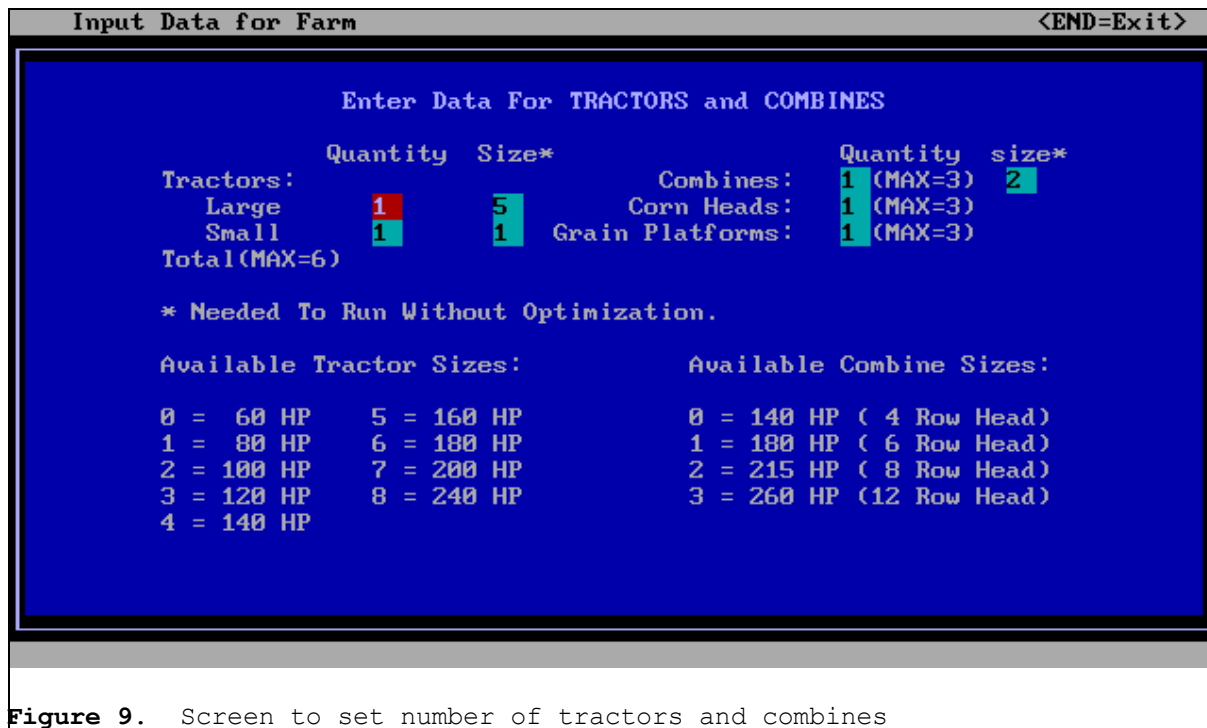 Input Data for Farm <END=Exit>
Enter Data For TRACTORS and COMBINES
Quantity Size* Quantity size*
Tractors: Combines: 1 (MAX=3) 2
Large 1 5 Corn Heads: 1 (MAX=3)
Small 1 1 Grain Platforms: 1 (MAX=3)
Total(MAX=6)
* Needed To Run Without Optimization.
Available Tractor Sizes: Available Combine Sizes:
0 = 60 HP 5 = 160 HP 0 = 140 HP ( 4 Row Head)
1 = 80 HP 6 = 180 HP 1 = 180 HP ( 6 Row Head)
2 = 100 HP 7 = 200 HP 2 = 215 HP ( 8 Row Head)
3 = 120 HP 8 = 240 HP 3 = 260 HP (12 Row Head)
4 = 140 HP
Figure 9. Screen to set number of tractors and combines